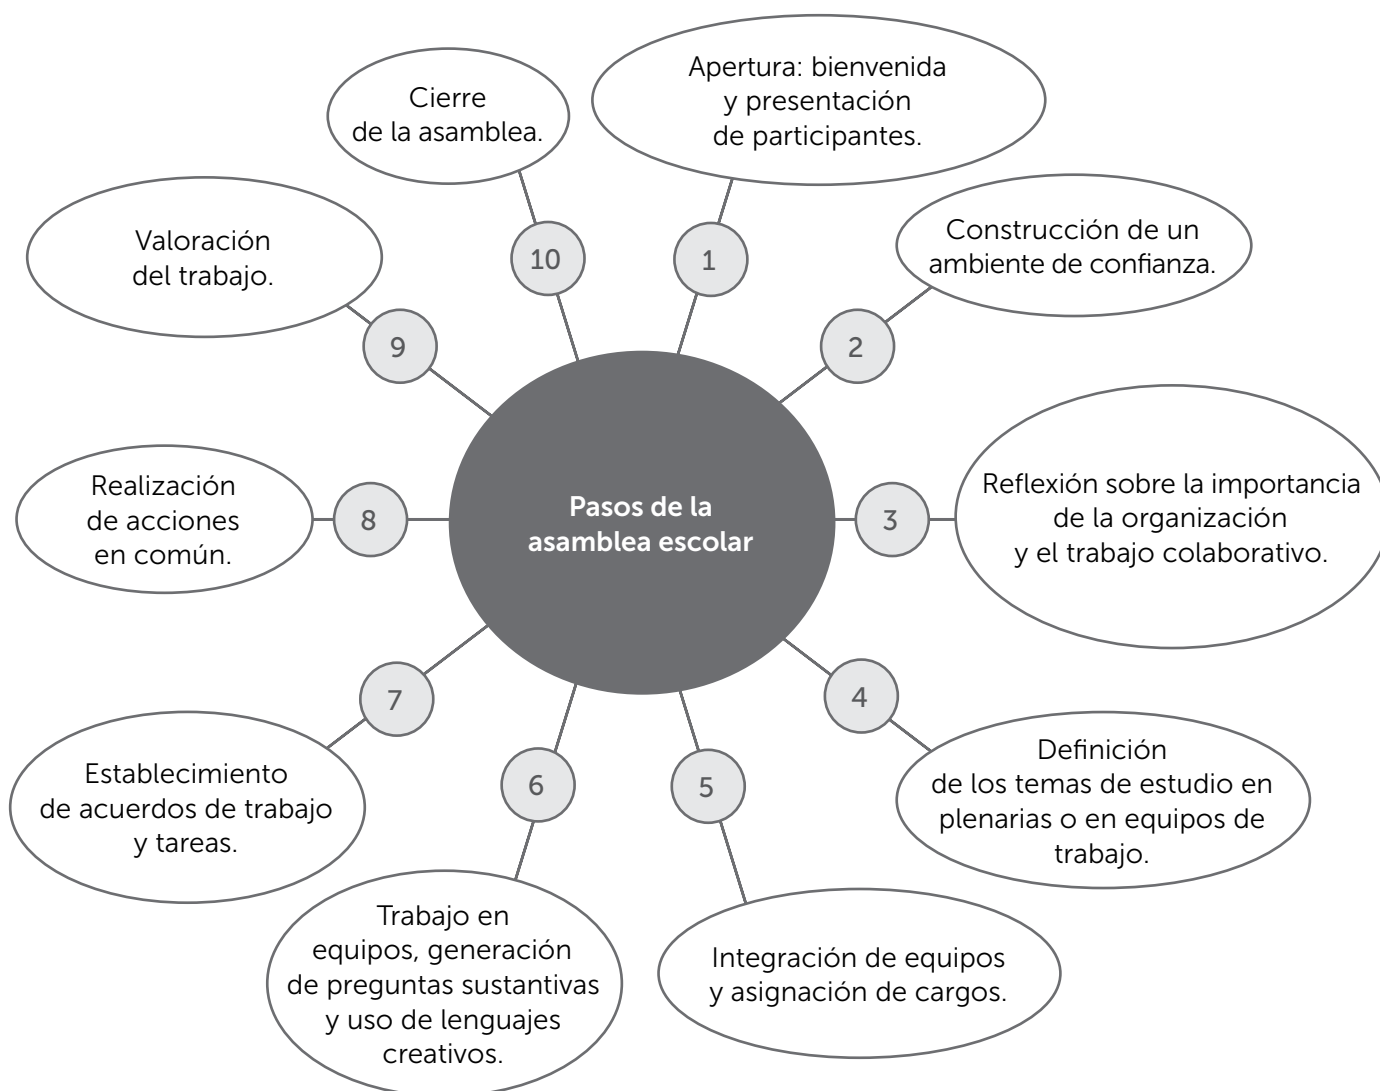 Pasos de la
asamblea escolar
1
Apertura: bienvenida
y presentación
de participantes.
2
Construcción de un
ambiente de confianza.
3
Reflexión sobre la importancia
de la organización
y el trabajo colaborativo.
4
Definición
de los temas de estudio en
plenarias o en equipos de
trabajo.
5
Integración de equipos
y asignación de cargos.
6
Trabajo en
equipos, generación
de preguntas sustantivas
y uso de lenguajes
creativos.
7
Establecimiento
de acuerdos de trabajo
y tareas.
8
Realización
de acciones
en común.
9
Valoración
del trabajo.
10
Cierre
de la asamblea.